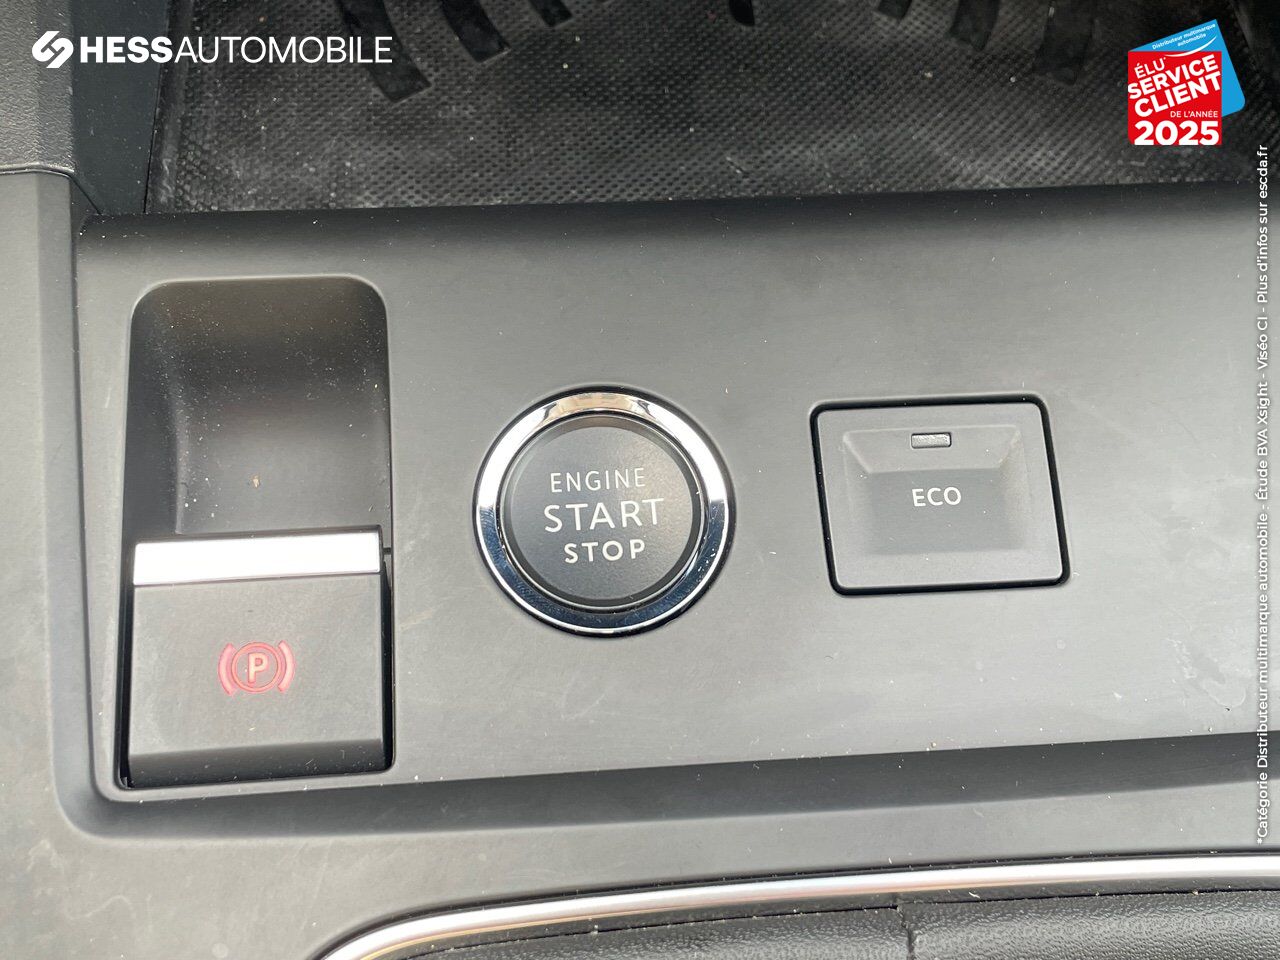 HESSAUTOMOBILE
Distributeur multimarque
automobile
ÉLU
SERVICE
CLIENT
DE L'ANNÉE
2025
*Catégorie Distributeur multimarque automobile - Étude BVA Xsight - Viséo CI - Plus d'infos sur escda.fr
ENGINE
START
STOP
ECO
P